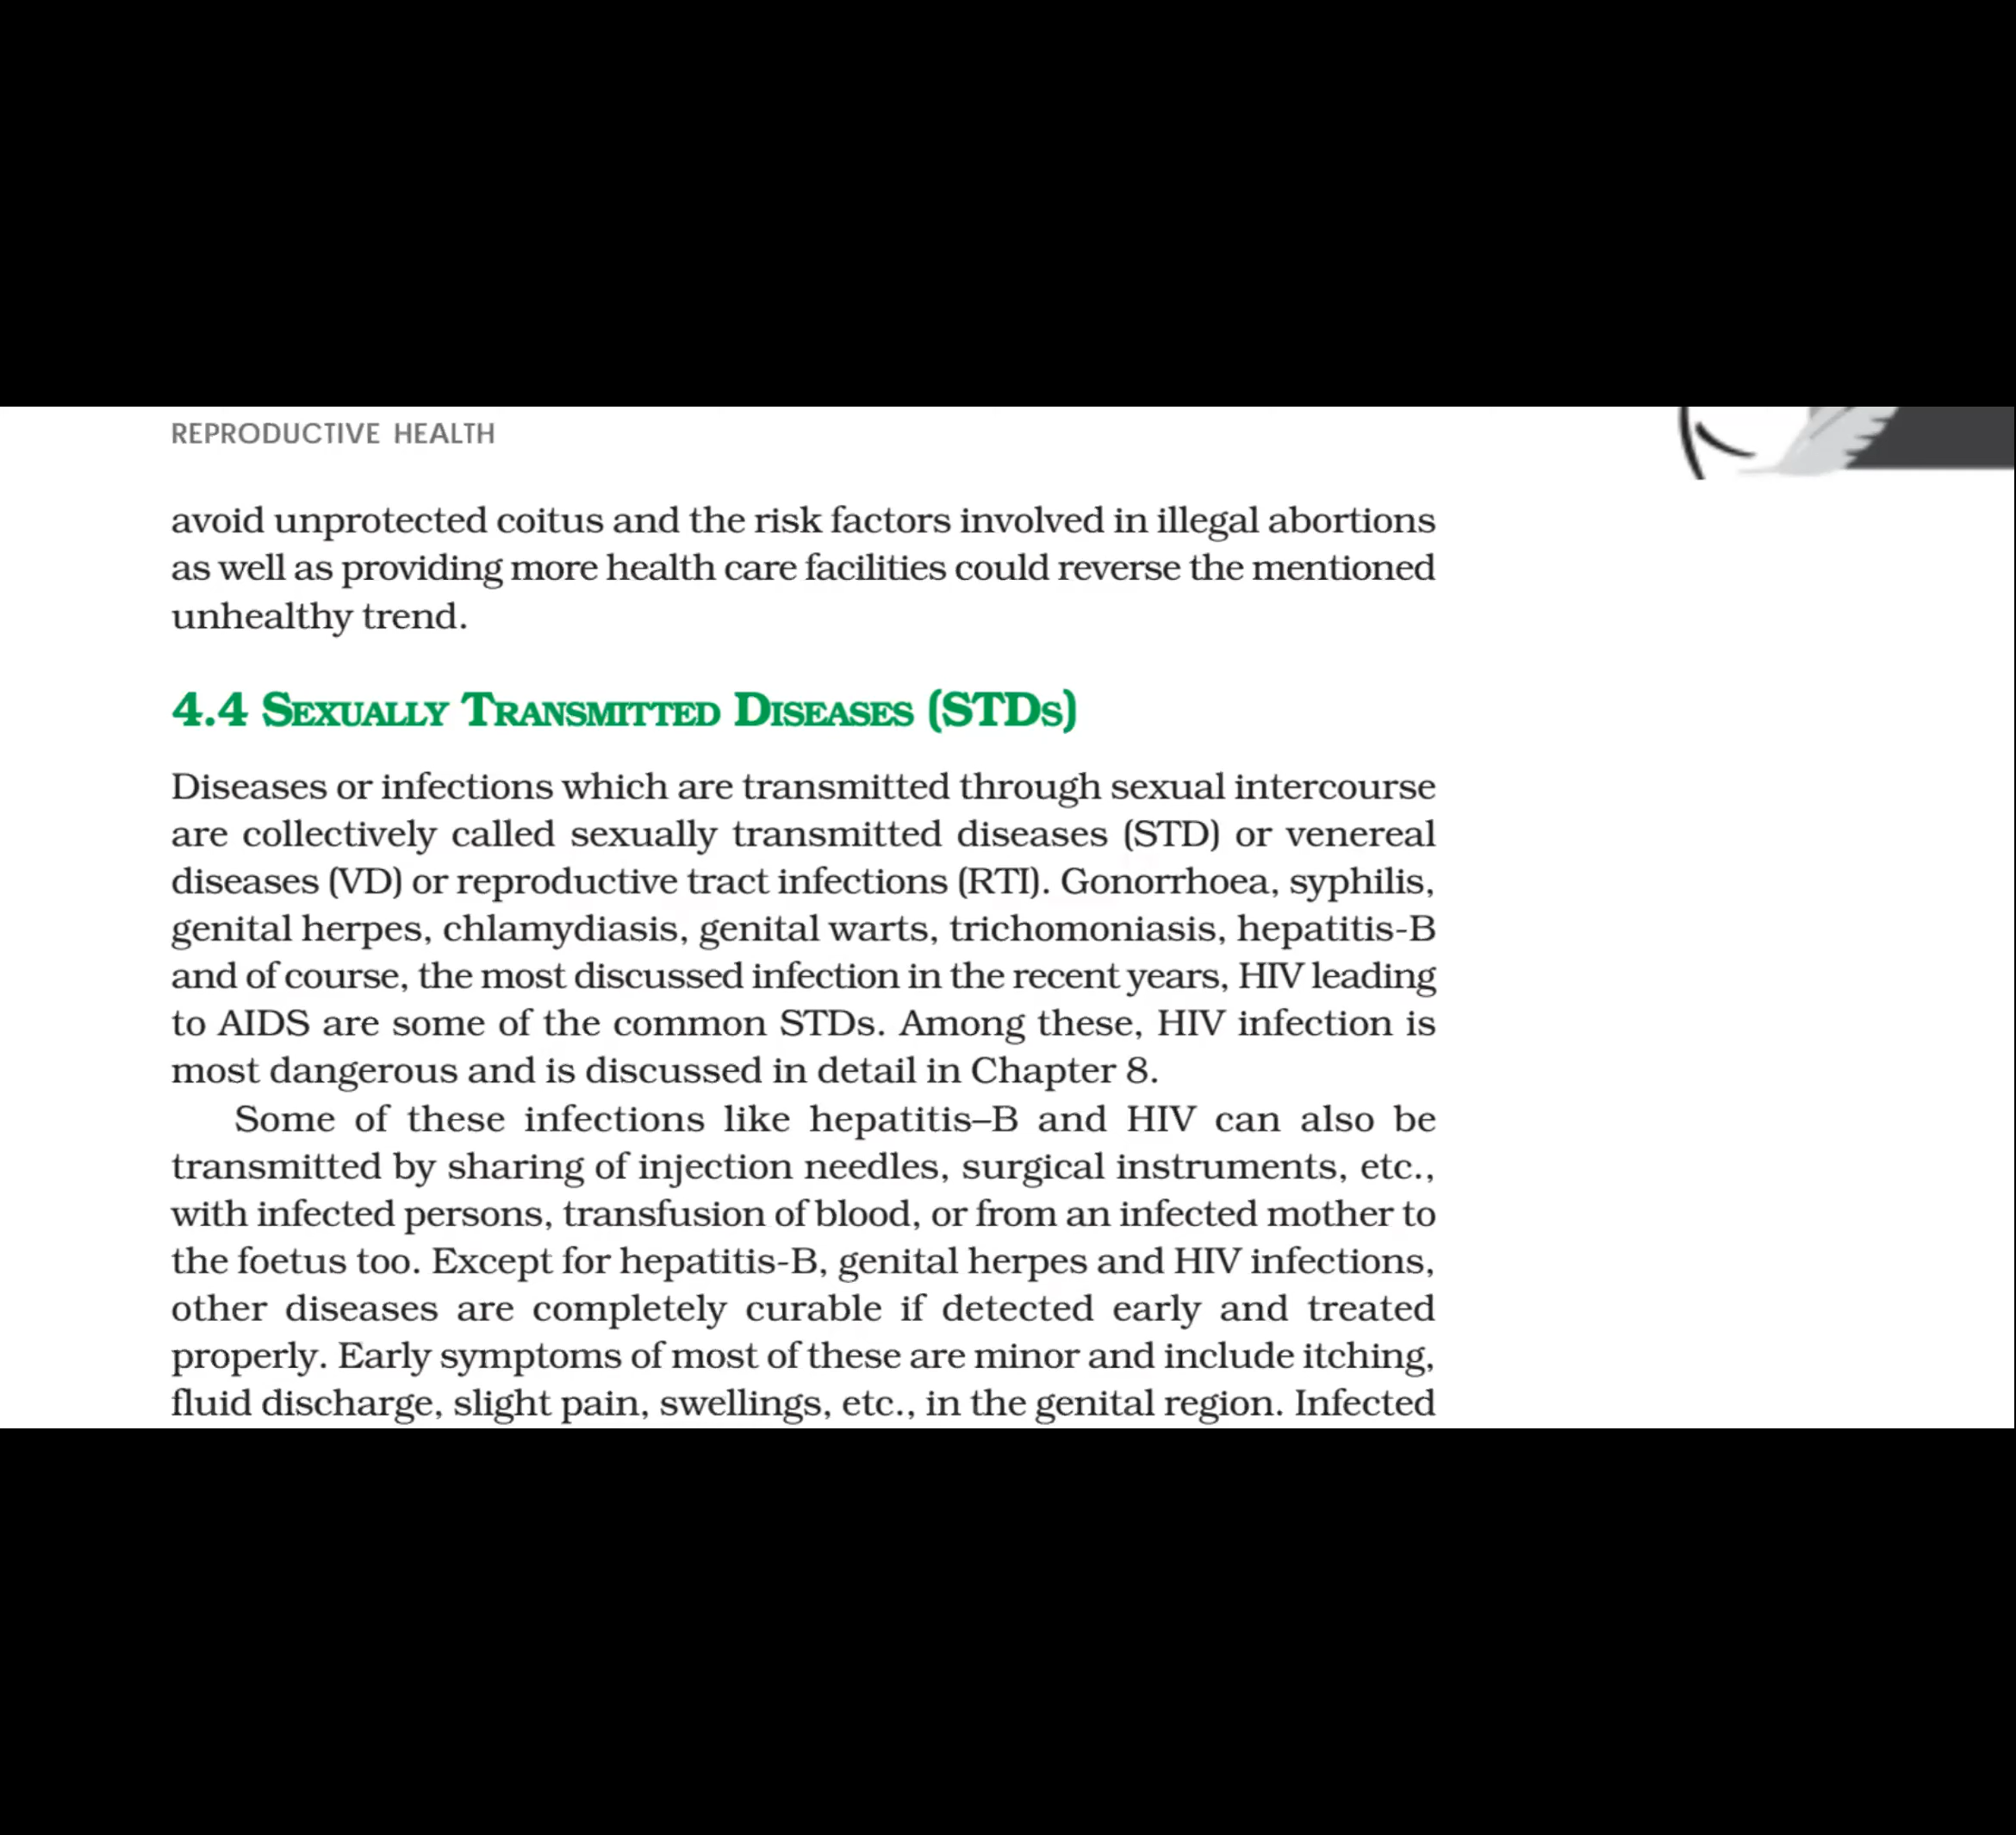 REPRODUCTIVE HEALTH
avoid unprotected coitus and the risk factors involved in illegal abortions
as well as providing more health care facilities could reverse the mentioned
unhealthy trend.
4.4 SEXUALLY TRANSMITTED DISEASES (STDs)
Diseases or infections which are transmitted through sexual intercourse
are collectively called sexually transmitted diseases (STD) or venereal
diseases (VD) or reproductive tract infections (RTI). Gonorrhoea, syphilis,
genital herpes, chlamydiasis, genital warts, trichomoniasis, hepatitis-B
and of course, the most discussed infection in the recent years, HIV leading
to AIDS are some of the common STDs. Among these, HIV infection is
most dangerous and is discussed in detail in Chapter 8.
Some of these infections like hepatitis–B and HIV can also be
transmitted by sharing of injection needles, surgical instruments, etc.,
with infected persons, transfusion of blood, or from an infected mother to
the foetus too. Except for hepatitis-B, genital herpes and HIV infections,
other diseases are completely curable if detected early and treated
properly. Early symptoms of most of these are minor and include itching,
fluid discharge, slight pain, swellings, etc., in the genital region. Infected